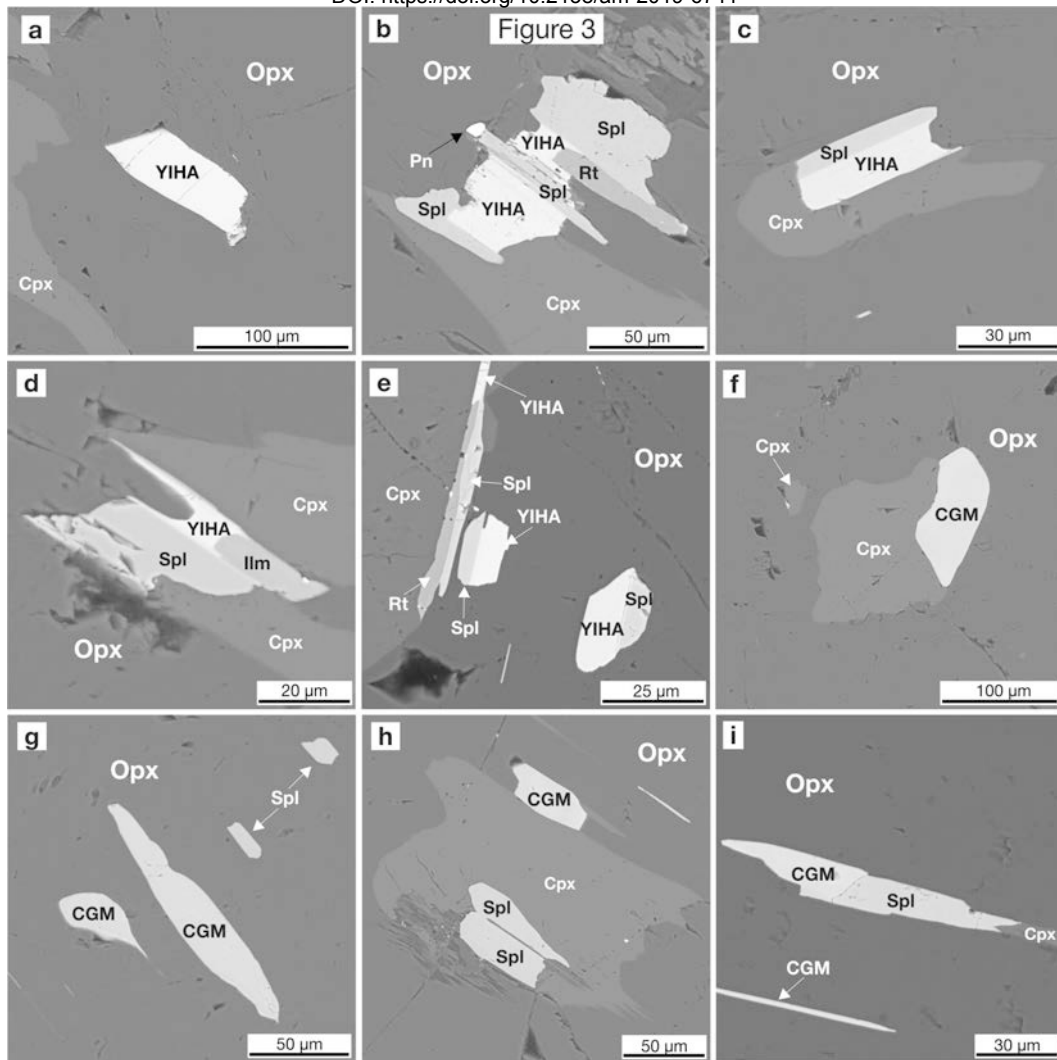 Figure 3
a
Opx
YIHA
Cpx
100 µm
b
Opx
Spl
YIHA
Pn
Rt
Spl
Spl
YIHA
Cpx
50 µm
c
Opx
Spl
YIHA
Cpx
30 µm
d
YIHA
Spl
Ilm
Opx
Cpx
Cpx
20 µm
e
YIHA
Opx
Cpx
Spl
YIHA
Rt
Spl
Spl
YIHA
25 µm
f
Opx
Cpx
CGM
Cpx
100 µm
g
Opx
Spl
CGM
CGM
50 µm
h
Opx
CGM
Cpx
Spl
Spl
50 µm
i
Opx
CGM
Spl
Cpx
CGM
30 µm